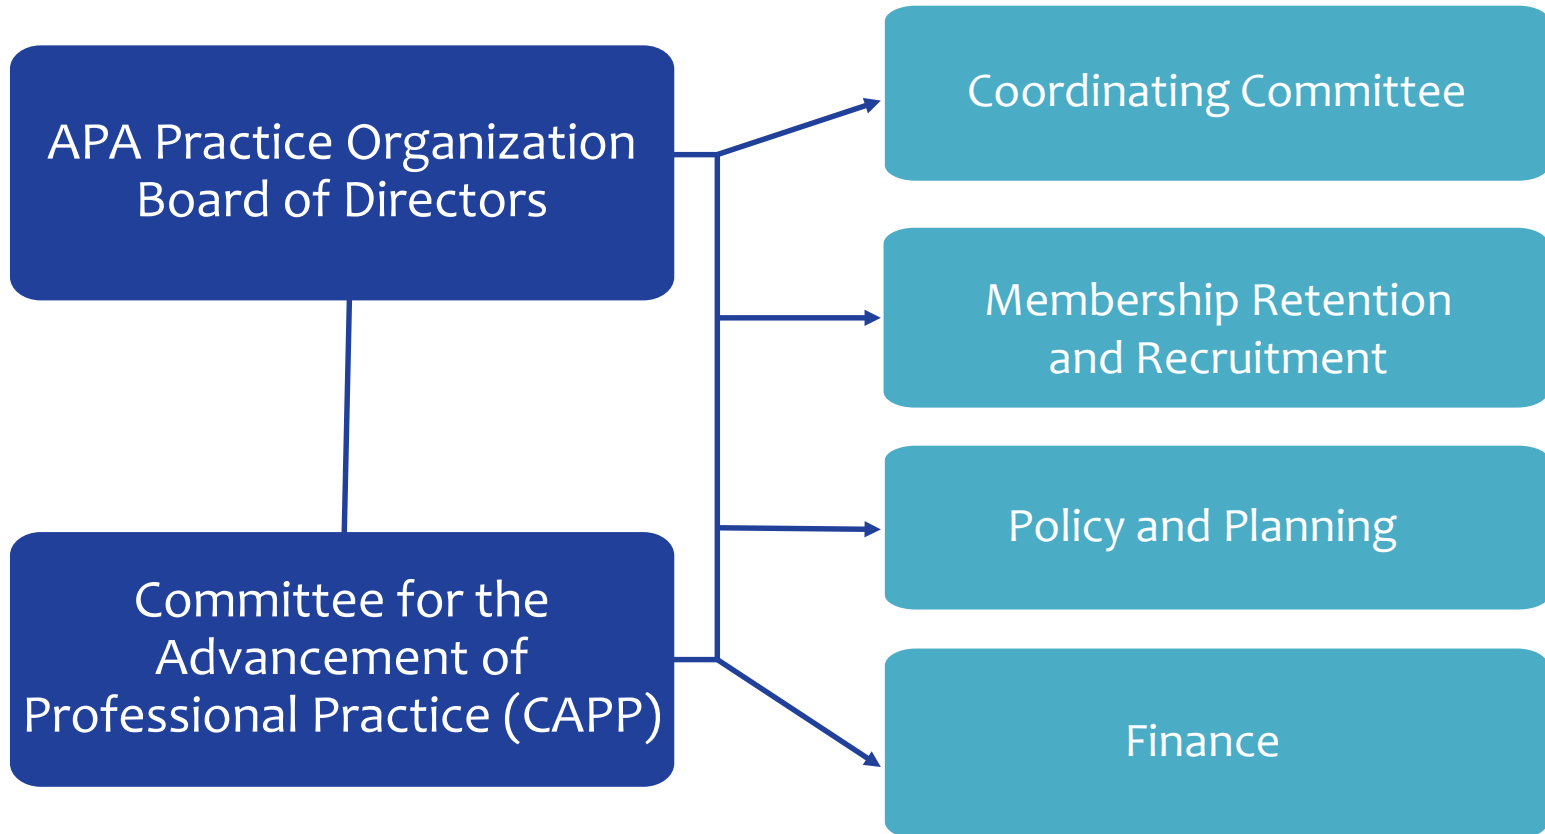 APA Practice Organization
Board of Directors
Committee for the
Advancement of
Professional Practice (CAPP)
Coordinating Committee
Membership Retention
and Recruitment
Policy and Planning
Finance